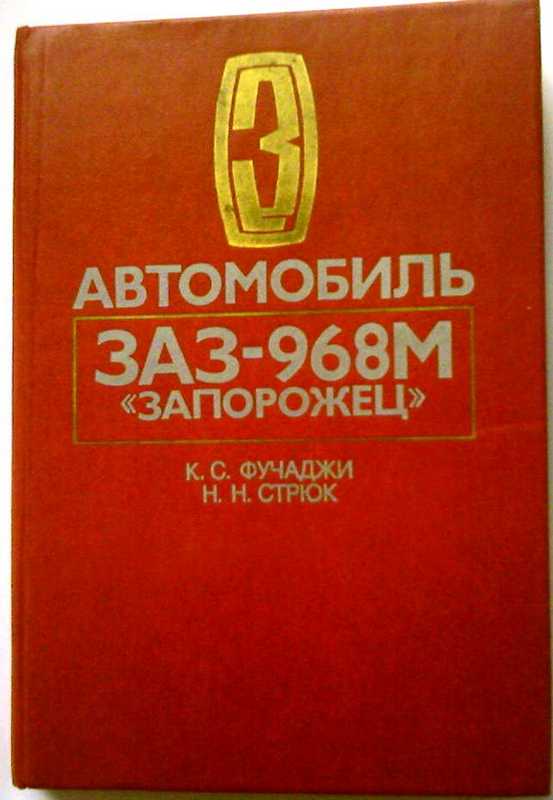 АВТОМОБИЛЬ
ЗАЗ-968М
«ЗАПОРОЖЕЦ»
К. С. ФУЧАДЖИ
Н. Н. СТРЮК